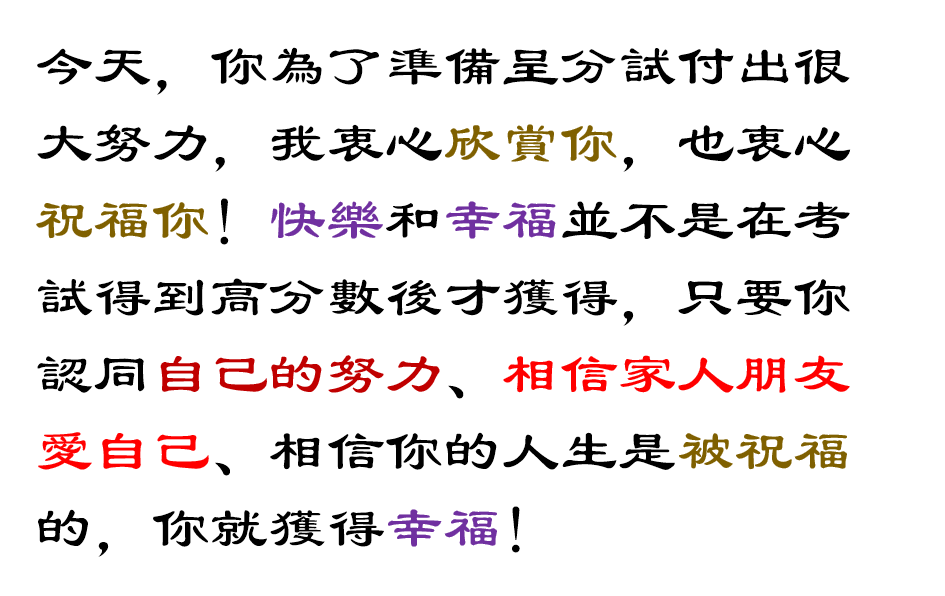 今天，你為了準備呈分試付出很
大努力，我衷心欣賞你，也衷心
祝福你！快樂和幸福並不是在考
試得到高分數後才獲得，只要你
認同自己的努力、相信家人朋友
愛自己、相信你的人生是被祝福
的，你就獲得幸福！